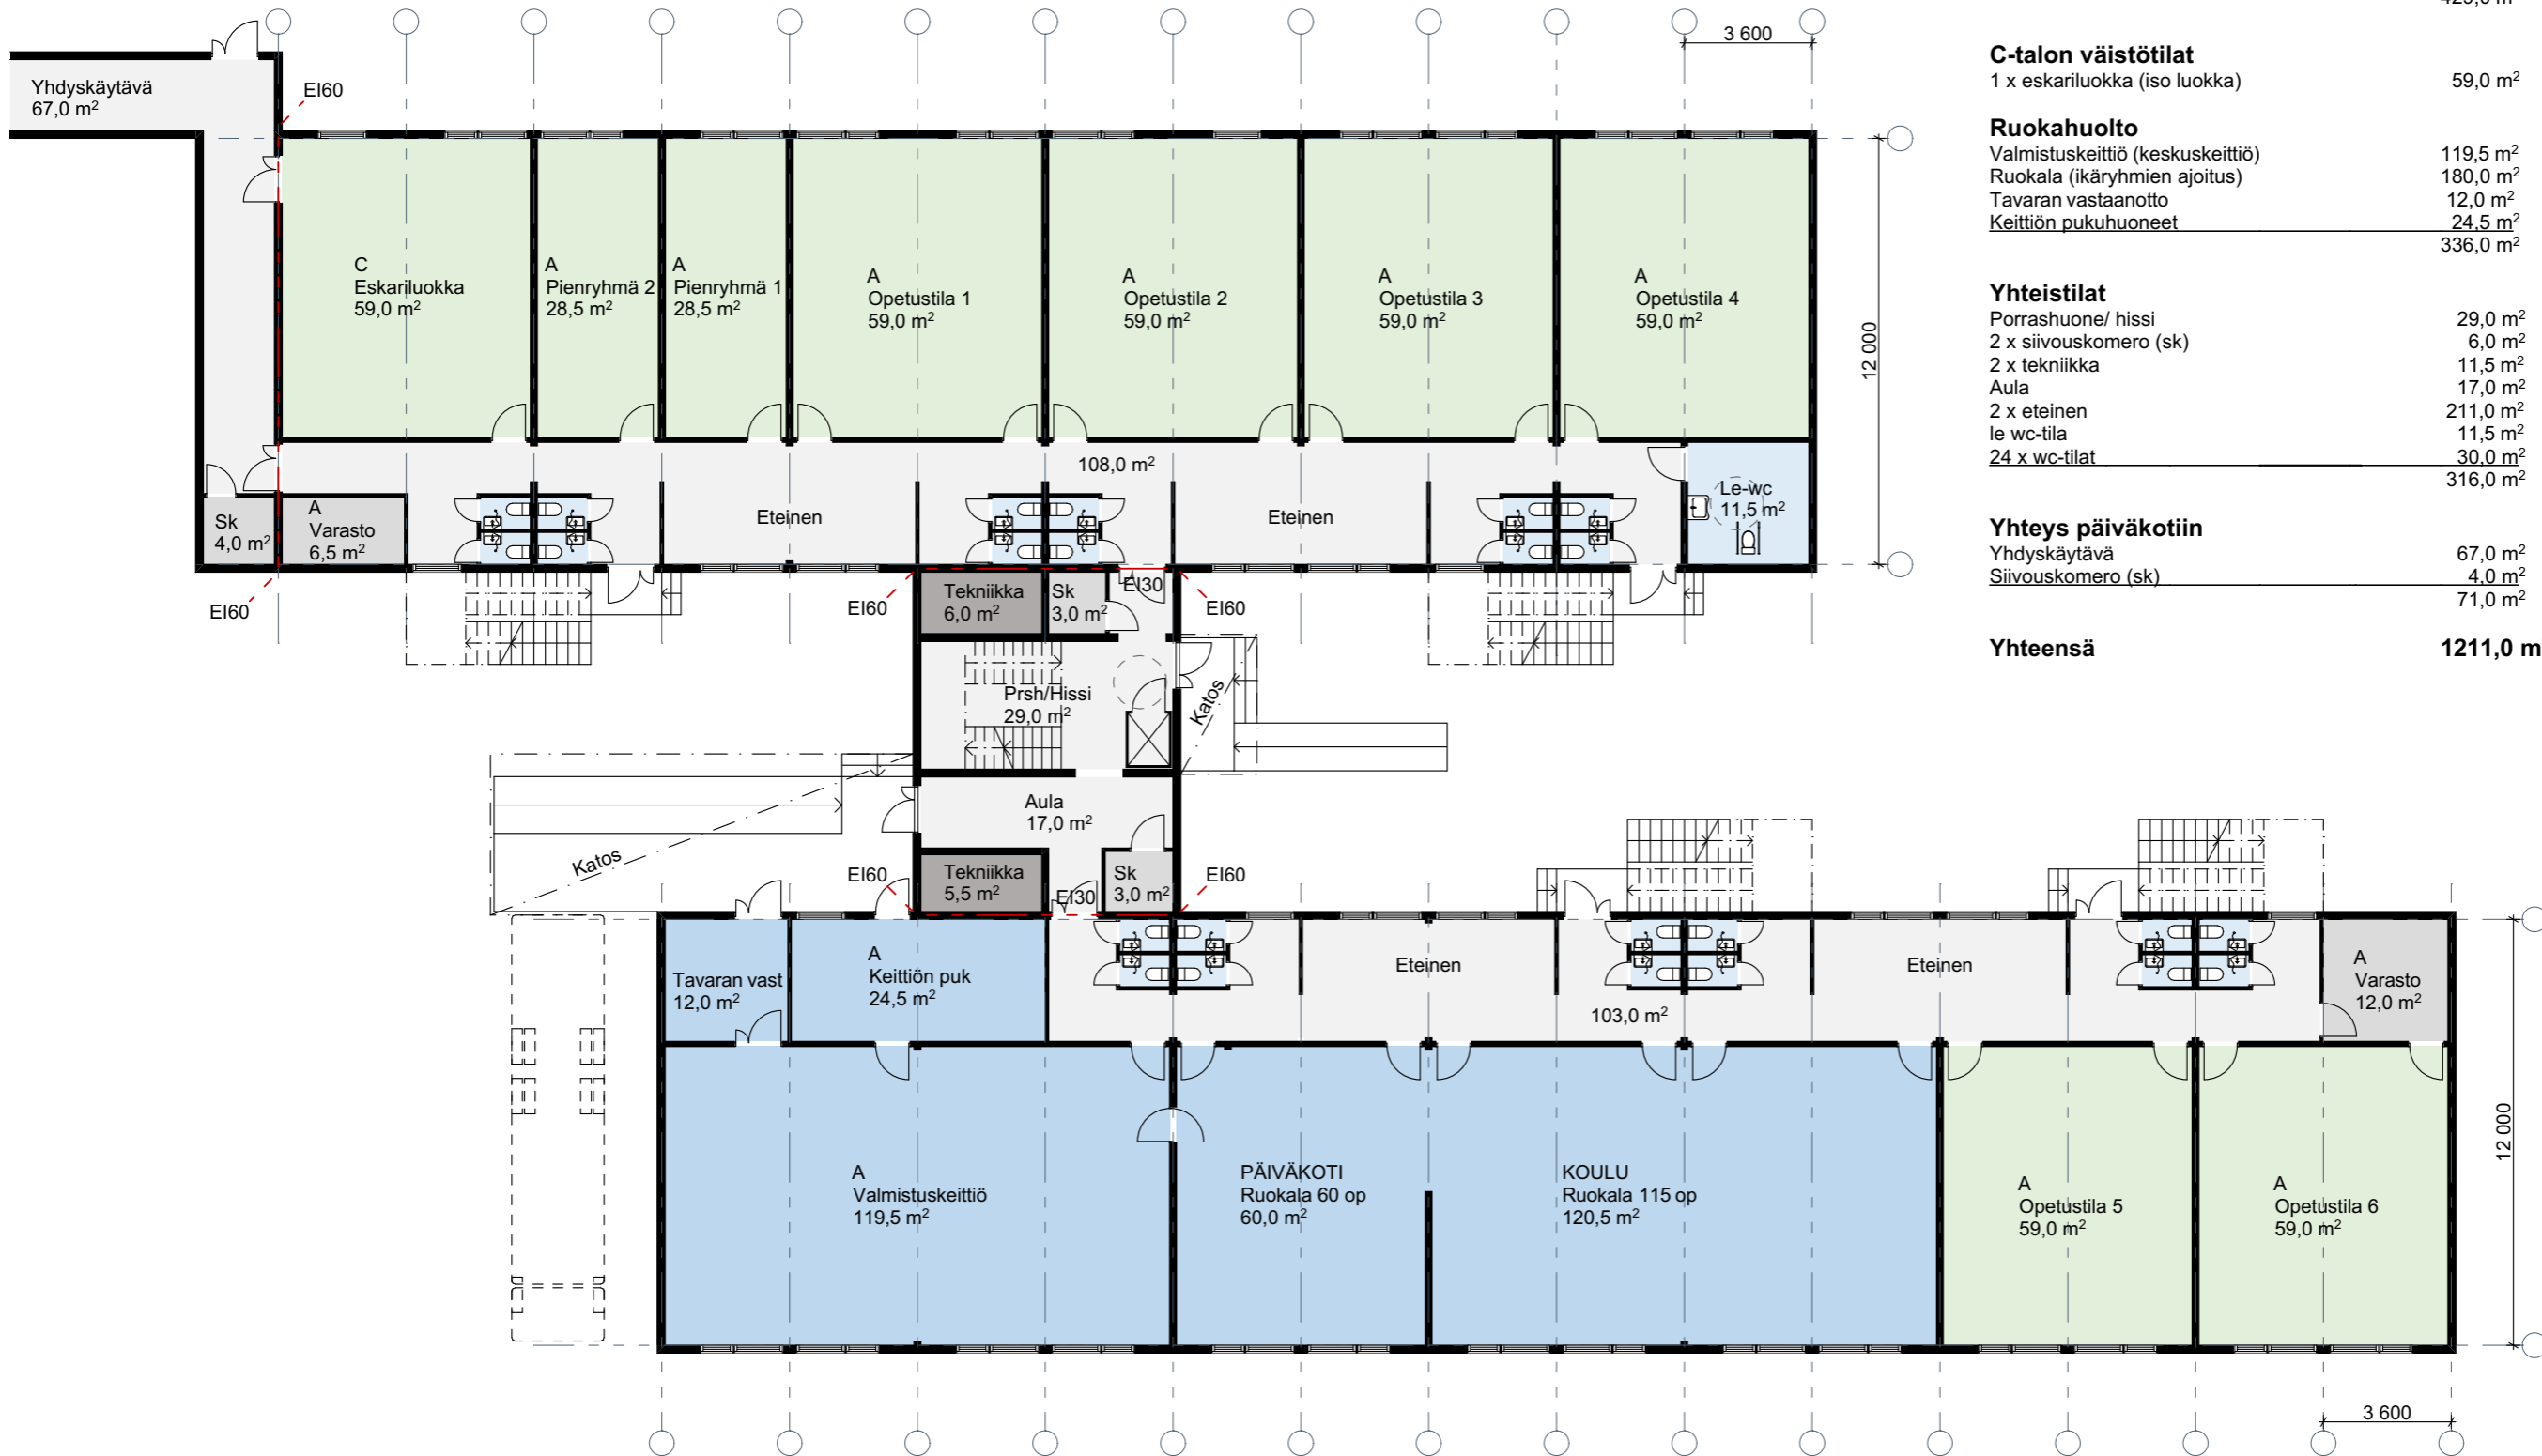 3 600
Yhdyskäytävä
67,0 m²
EI60
C
Eskariluokka
59,0 m²
A
Pienryhmä 2
28,5 m²
A
Pienryhmä 1
28,5 m²
A
Opetustila 1
59,0 m²
A
Opetustila 2
59,0 m²
A
Opetustila 3
59,0 m²
A
Opetustila 4
59,0 m²
12 000
108,0 m²
Eteinen
Eteinen
Le-wc
11,5 m²
Sk
4,0 m²
A
Varasto
6,5 m²
EI60
EI60
Tekniikka
6,0 m²
Sk
3,0 m²
EI30
EI60
Prsh/Hissi
29,0 m²
Katos
Aula
17,0 m²
Katos
EI60
Tekniikka
5,5 m²
EI30
Sk
3,0 m²
EI60
Tavaran vast
12,0 m²
A
Keittiön puk
24,5 m²
Eteinen
Eteinen
103,0 m²
A
Varasto
12,0 m²
12 000
A
Valmistuskeittiö
119,5 m²
PÄIVÄKOTI
Ruokala 60 op
60,0 m²
KOULU
Ruokala 115 op
120,5 m²
A
Opetustila 5
59,0 m²
A
Opetustila 6
59,0 m²
3 600
C-talon väistötilat
1 x eskariluokka (iso luokka) 59,0 m²
Ruokahuolto
Valmistuskeittiö (keskuskeittiö) 119,5 m²
Ruokala (ikäryhmien ajoitus) 180,0 m²
Tavaran vastaanotto 12,0 m²
Keittiön pukuhuoneet 24,5 m²
336,0 m²
Yhteistilat
Porrashuone/ hissi 29,0 m²
2 x siivouskomero (sk) 6,0 m²
2 x tekniikka 11,5 m²
Aula 17,0 m²
2 x eteinen 211,0 m²
le wc-tila 11,5 m²
24 x wc-tilat 30,0 m²
316,0 m²
Yhteys päiväkotiin
Yhdyskäytävä 67,0 m²
Siivouskomero (sk) 4,0 m²
71,0 m²
Yhteensä 1211,0 m